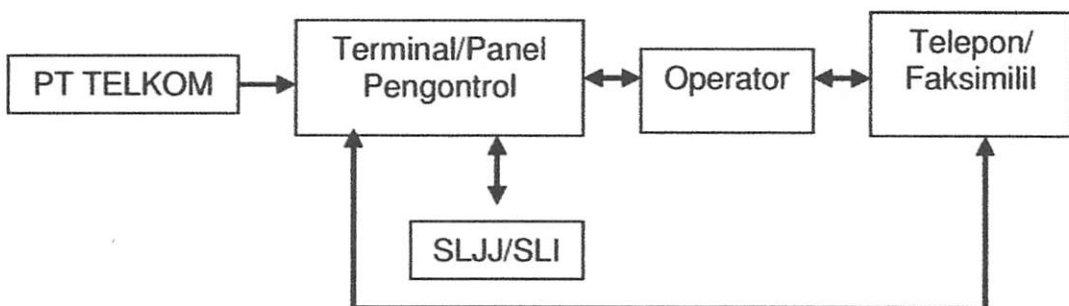 PT TELKOM
Terminal/Panel
Pengontrol
Operator
Telepon/
Faksimilil
SLJJ/SLI